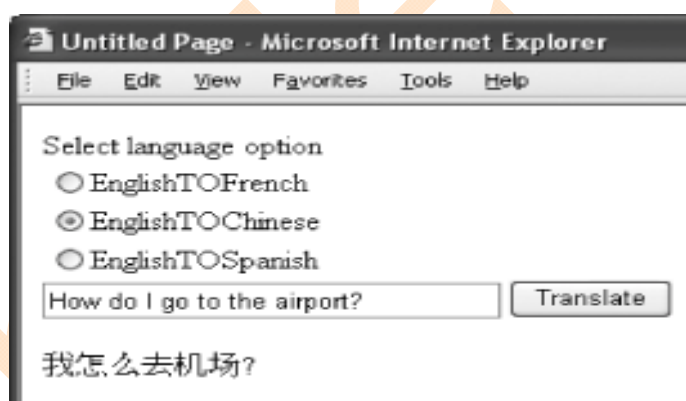 Untitled Page - Microsoft Internet Explorer
File Edit View Favorites Tools Help
Select language option
EnglishTOFrench
EnglishTOChinese
EnglishTOSpanish
How do I go to the airport? Translate
我怎么去机场?